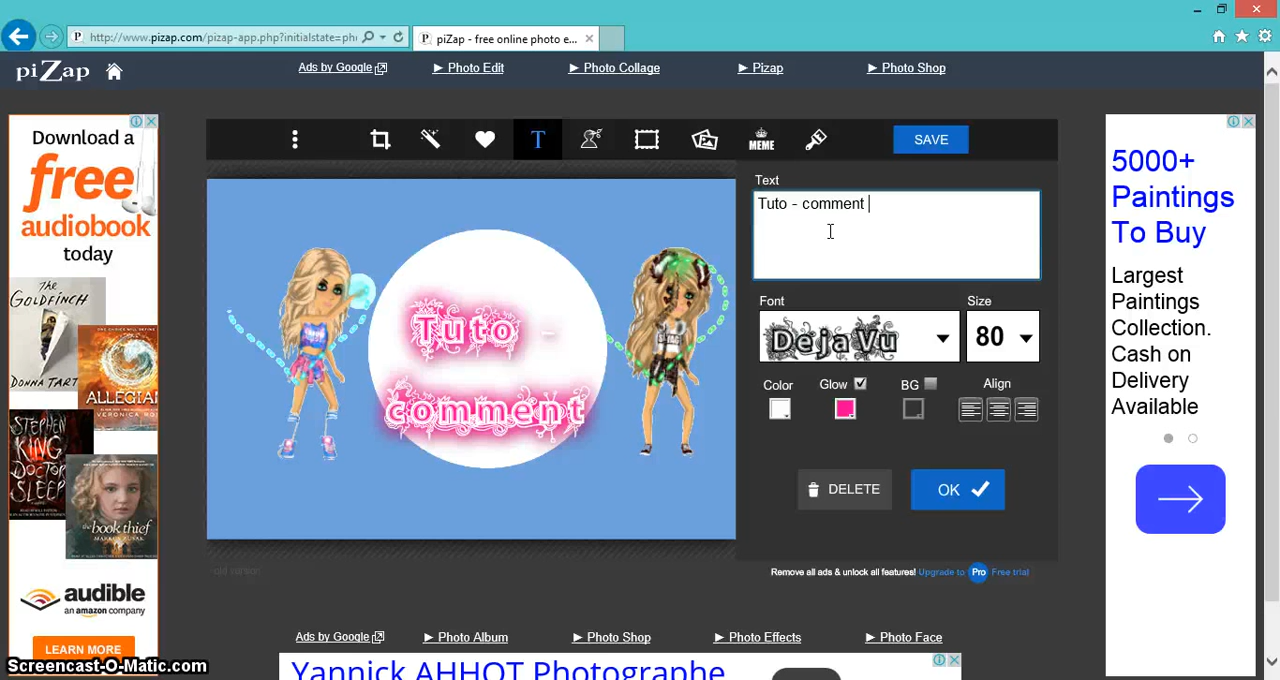 http://www.pizap.com/pizap-app.php?initialstate=ph
piZap - free online photo e...
piZap
Ads by Google
► Photo Edit
► Photo Collage
► Pizap
► Photo Shop
Download a
free
audiobook
today
THE
GOLDFINCH
DONNA TARTT
ALLEGIANT
VERONICA ROTH
STEPHEN
KING
DOCTOR
SLEEP
the book thief
MARKUS ZUSAK
audible
an amazon company
LEARN MORE
T
MEME
SAVE
Tuto -
comment
Text
Tuto - comment
Font
Size
DejaVu
80
Color
Glow
BG
Align
DELETE
OK
old version
Remove all ads & unlock all features! Upgrade to Pro Free trial
5000+
Paintings
To Buy
Largest
Paintings
Collection.
Cash on
Delivery
Available
Ads by Google
► Photo Album
► Photo Shop
► Photo Effects
► Photo Face
Yannick AHHOT Photographe
Screencast-O-Matic.com